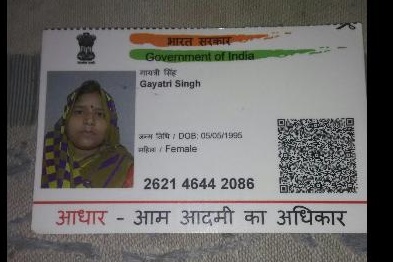 भारत सरकार
Government of India
गायत्री सिंह
Gayatri Singh
जन्म तिथि / DOB: 05/05/1995
महिला / Female
2621 4644 2086
आधार - आम आदमी का अधिकार